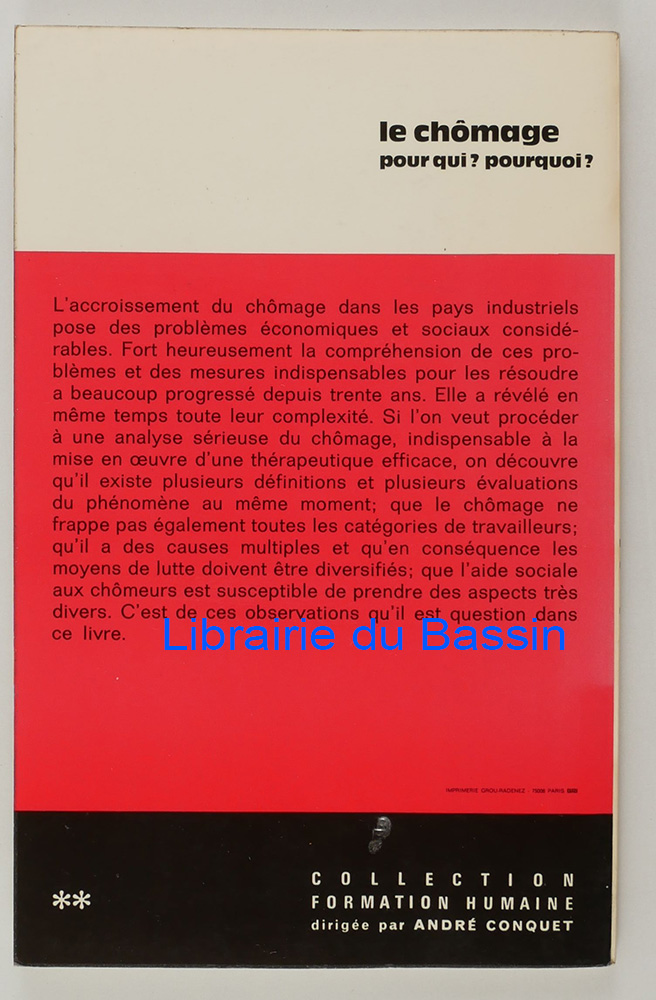 le chômage
pour qui? pourquoi?
L'accroissement du chômage dans les pays industriels
pose des problèmes économiques et sociaux considé-
rables. Fort heureusement la compréhension de ces pro-
blèmes et des mesures indispensables pour les résoudre
a beaucoup progressé depuis trente ans. Elle a révélé en
même temps toute leur complexité. Si l'on veut procéder
à une analyse sérieuse du chômage, indispensable à la
mise en œuvre d'une thérapeutique efficace, on découvre
qu'il existe plusieurs définitions et plusieurs évaluations
du phénomène au même moment; que le chômage ne
frappe pas également toutes les catégories de travailleurs;
qu'il a des causes multiples et qu'en conséquence les
moyens de lutte doivent être diversifiés; que l'aide sociale
aux chômeurs est susceptible de prendre des aspects très
divers. C'est de ces observations qu'il est question dans
ce livre.
Librairie du Bassin
IMPRIMERIE GROU-RADENEZ - PARIS
**
COLLECTION
FORMATION HUMAINE
dirigée par ANDRÉ CONQUET